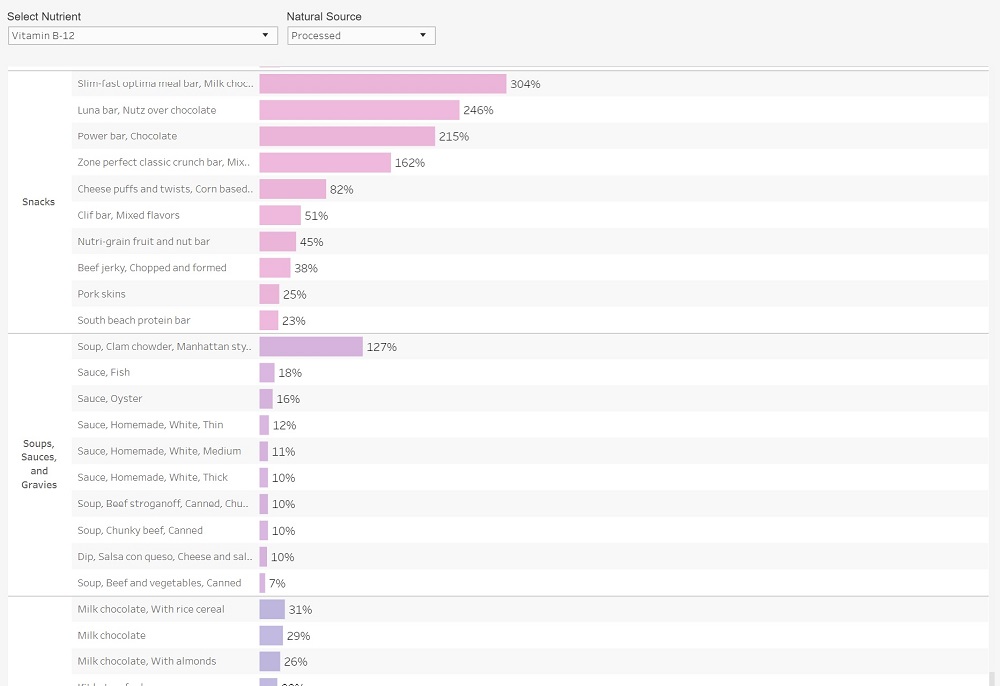 Select Nutrient
Natural Source
Vitamin B-12
Processed
Snacks
Slim-fast optima meal bar, Milk choc.. 304%
Luna bar, Nutz over chocolate 246%
Power bar, Chocolate 215%
Zone perfect classic crunch bar, Mix.. 162%
Cheese puffs and twists, Corn based.. 82%
Clif bar, Mixed flavors 51%
Nutri-grain fruit and nut bar 45%
Beef jerky, Chopped and formed 38%
Pork skins 25%
South beach protein bar 23%
Soups,
Sauces,
and
Gravies
Soup, Clam chowder, Manhattan sty.. 127%
Sauce, Fish 18%
Sauce, Oyster 16%
Sauce, Homemade, White, Thin 12%
Sauce, Homemade, White, Medium 11%
Sauce, Homemade, White, Thick 10%
Soup, Beef stroganoff, Canned, Chu.. 10%
Soup, Chunky beef, Canned 10%
Dip, Salsa con queso, Cheese and sal.. 10%
Soup, Beef and vegetables, Canned 7%
Milk chocolate, With rice cereal 31%
Milk chocolate 29%
Milk chocolate, With almonds 26%